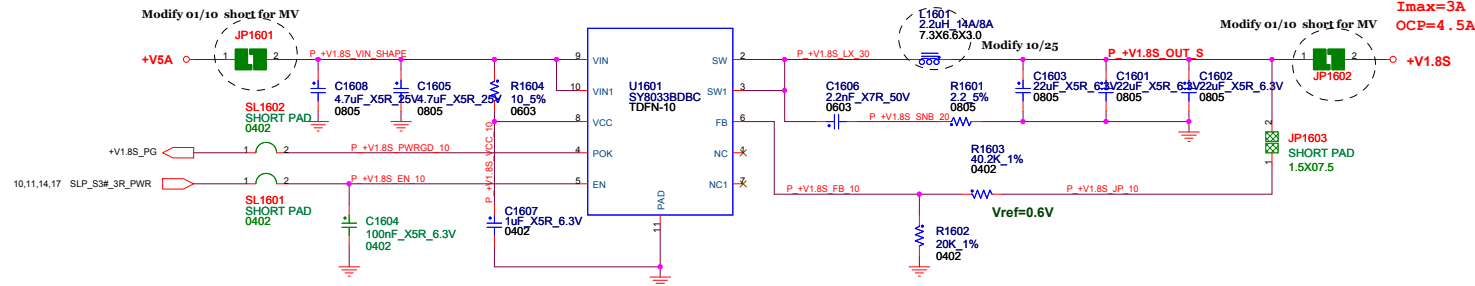 Imax=3A
OCP=4.5A
Modify 01/10 short for MV
JP1601
1
2
+V5A
P_+V1.8S_VIN_SHAPE
C1608
4.7uF_X5R_25V
0805
C1605
4.7uF_X5R_25V
0805
R1604
10_5%
0603
SL1602
SHORT PAD
0402
+V1.8S_PG
1
2
P_+V1.8S_PWRGD_10
10,11,14,17 SLP_S3#_3R_PWR
1
2
P_+V1.8S_EN_10
SL1601
SHORT PAD
0402
C1604
100nF_X5R_6.3V
0402
P_+V1.8S_VCC_10
C1607
1uF_X5R_6.3V
0402
U1601
SY8033BDBC
TDFN-10
9
VIN
10
VIN1
8
VCC
4
POK
5
EN
PAD
11
SW
2
SW1
3
FB
6
NC
1
NC1
7
P_+V1.8S_LX_30
L1601
2.2uH_14A/8A
7.3X6.6X3.0
Modify 10/25
P_+V1.8S_OUT_S
C1606
2.2nF_X7R_50V
0603
P_+V1.8S_SNB_20
R1601
2.2_5%
0805
C1603
22uF_X5R_6.3V
0805
C1601
22uF_X5R_6.3V
0805
C1602
22uF_X5R_6.3V
0805
Modify 01/10 short for MV
1
2
JP1602
+V1.8S
2
1
JP1603
SHORT PAD
1.5X07.5
R1603
40.2K_1%
0402
P_+V1.8S_FB_10
P_+V1.8S_JP_10
Vref=0.6V
R1602
20K_1%
0402